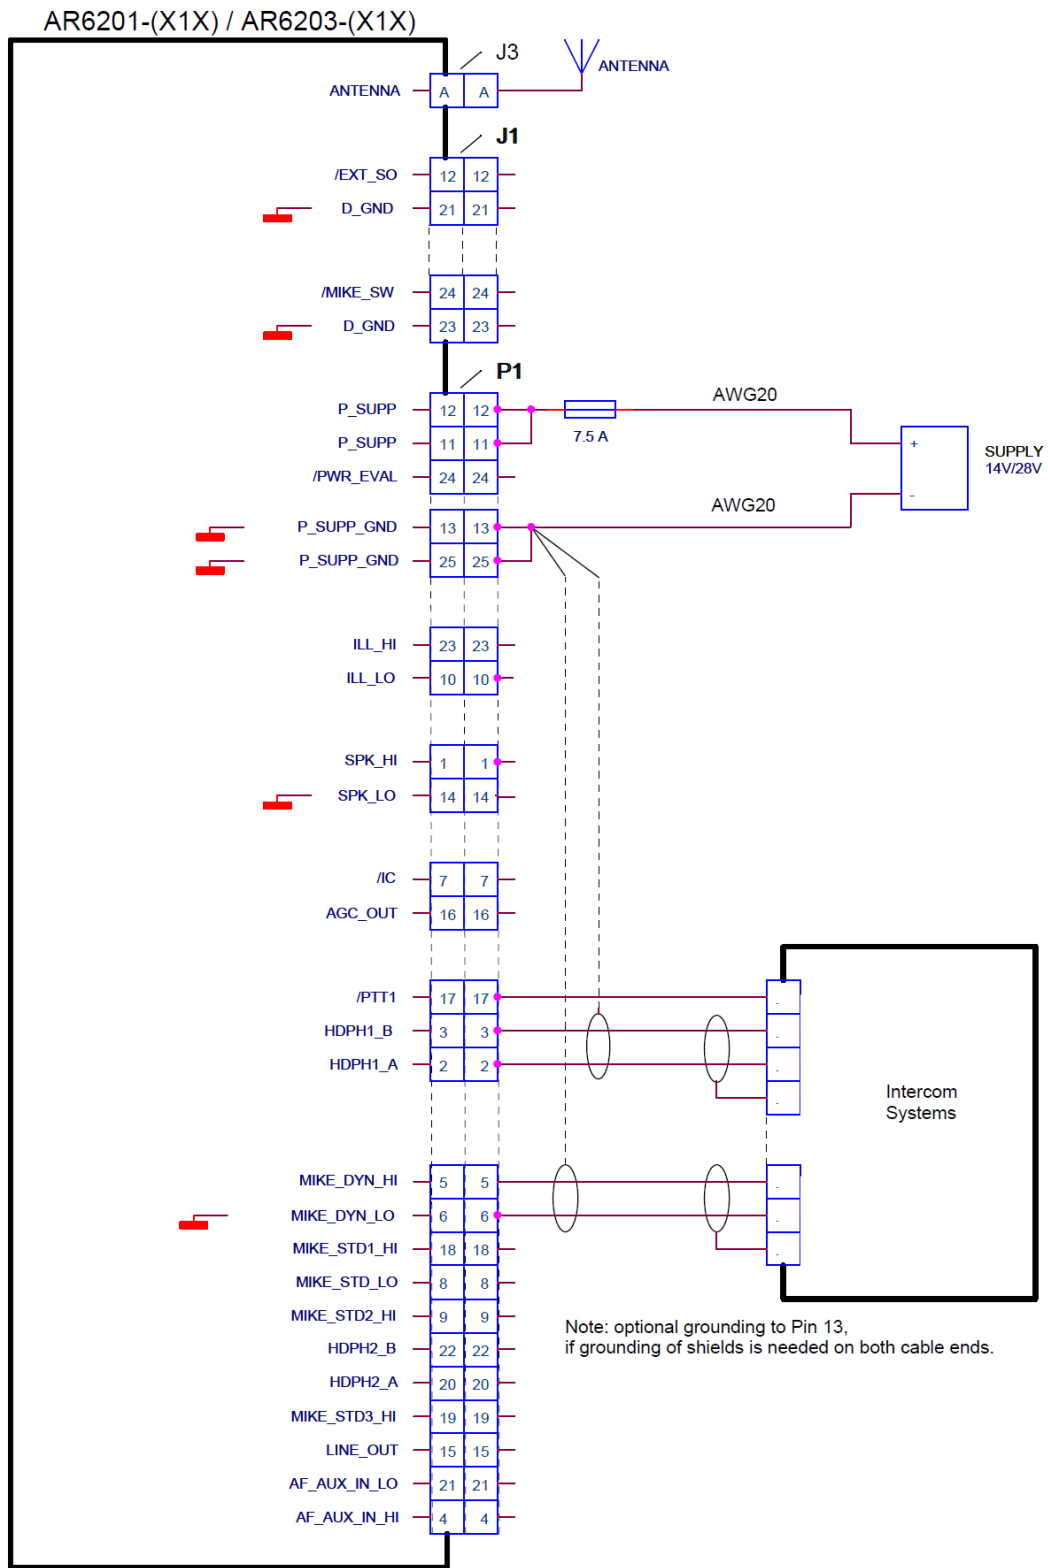 AR6201-(X1X) / AR6203-(X1X)
J3
ANTENNA
ANTENNA A A
J1
/EXT_SO 12 12
D_GND 21 21
/MIKE_SW 24 24
D_GND 23 23
P1
AWG20
P_SUPP 12 12
7.5 A
P_SUPP 11 11 +
SUPPLY
14V/28V
/PWR_EVAL 24 24
-
AWG20
P_SUPP_GND 13 13
P_SUPP_GND 25 25
ILL_HI 23 23
ILL_LO 10 10
SPK_HI 1 1
SPK_LO 14 14
/IC 7 7
AGC_OUT 16 16
/PTT1 17 17 .
HDPH1_B 3 3 .
HDPH1_A 2 2 .
.
Intercom
Systems
MIKE_DYN_HI 5 5 .
MIKE_DYN_LO 6 6 .
MIKE_STD1_HI 18 18 .
MIKE_STD_LO 8 8
MIKE_STD2_HI 9 9
Note: optional grounding to Pin 13,
if grounding of shields is needed on both cable ends.
HDPH2_B 22 22
HDPH2_A 20 20
MIKE_STD3_HI 19 19
LINE_OUT 15 15
AF_AUX_IN_LO 21 21
AF_AUX_IN_HI 4 4